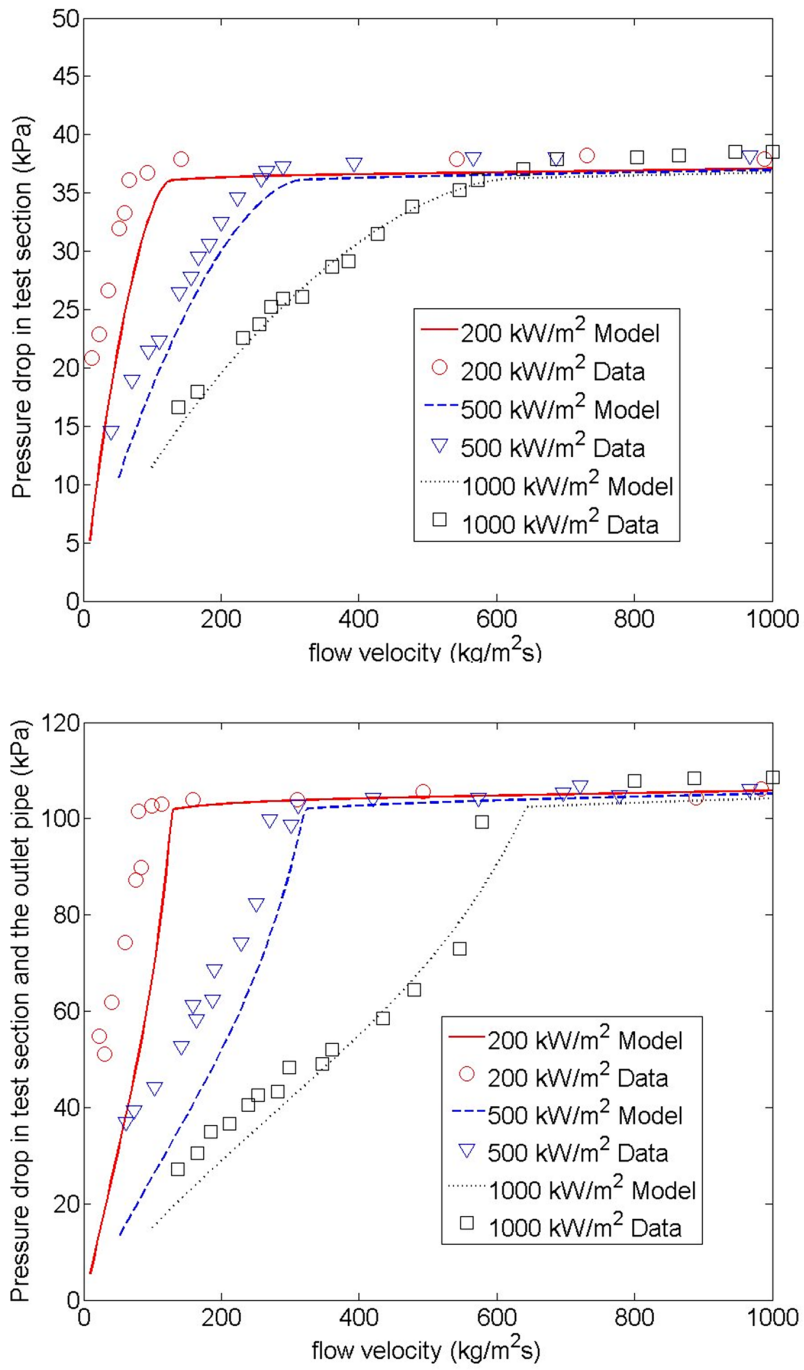 Pressure drop in test section (kPa)
50
45
40
35
30
25
20
15
10
5
0
200 kW/m² Model
200 kW/m² Data
500 kW/m² Model
500 kW/m² Data
1000 kW/m² Model
1000 kW/m² Data
0 200 400 600 800 1000
flow velocity (kg/m²s)
Pressure drop in test section and the outlet pipe (kPa)
120
100
80
60
40
20
0
200 kW/m² Model
200 kW/m² Data
500 kW/m² Model
500 kW/m² Data
1000 kW/m² Model
1000 kW/m² Data
0 200 400 600 800 1000
flow velocity (kg/m²s)